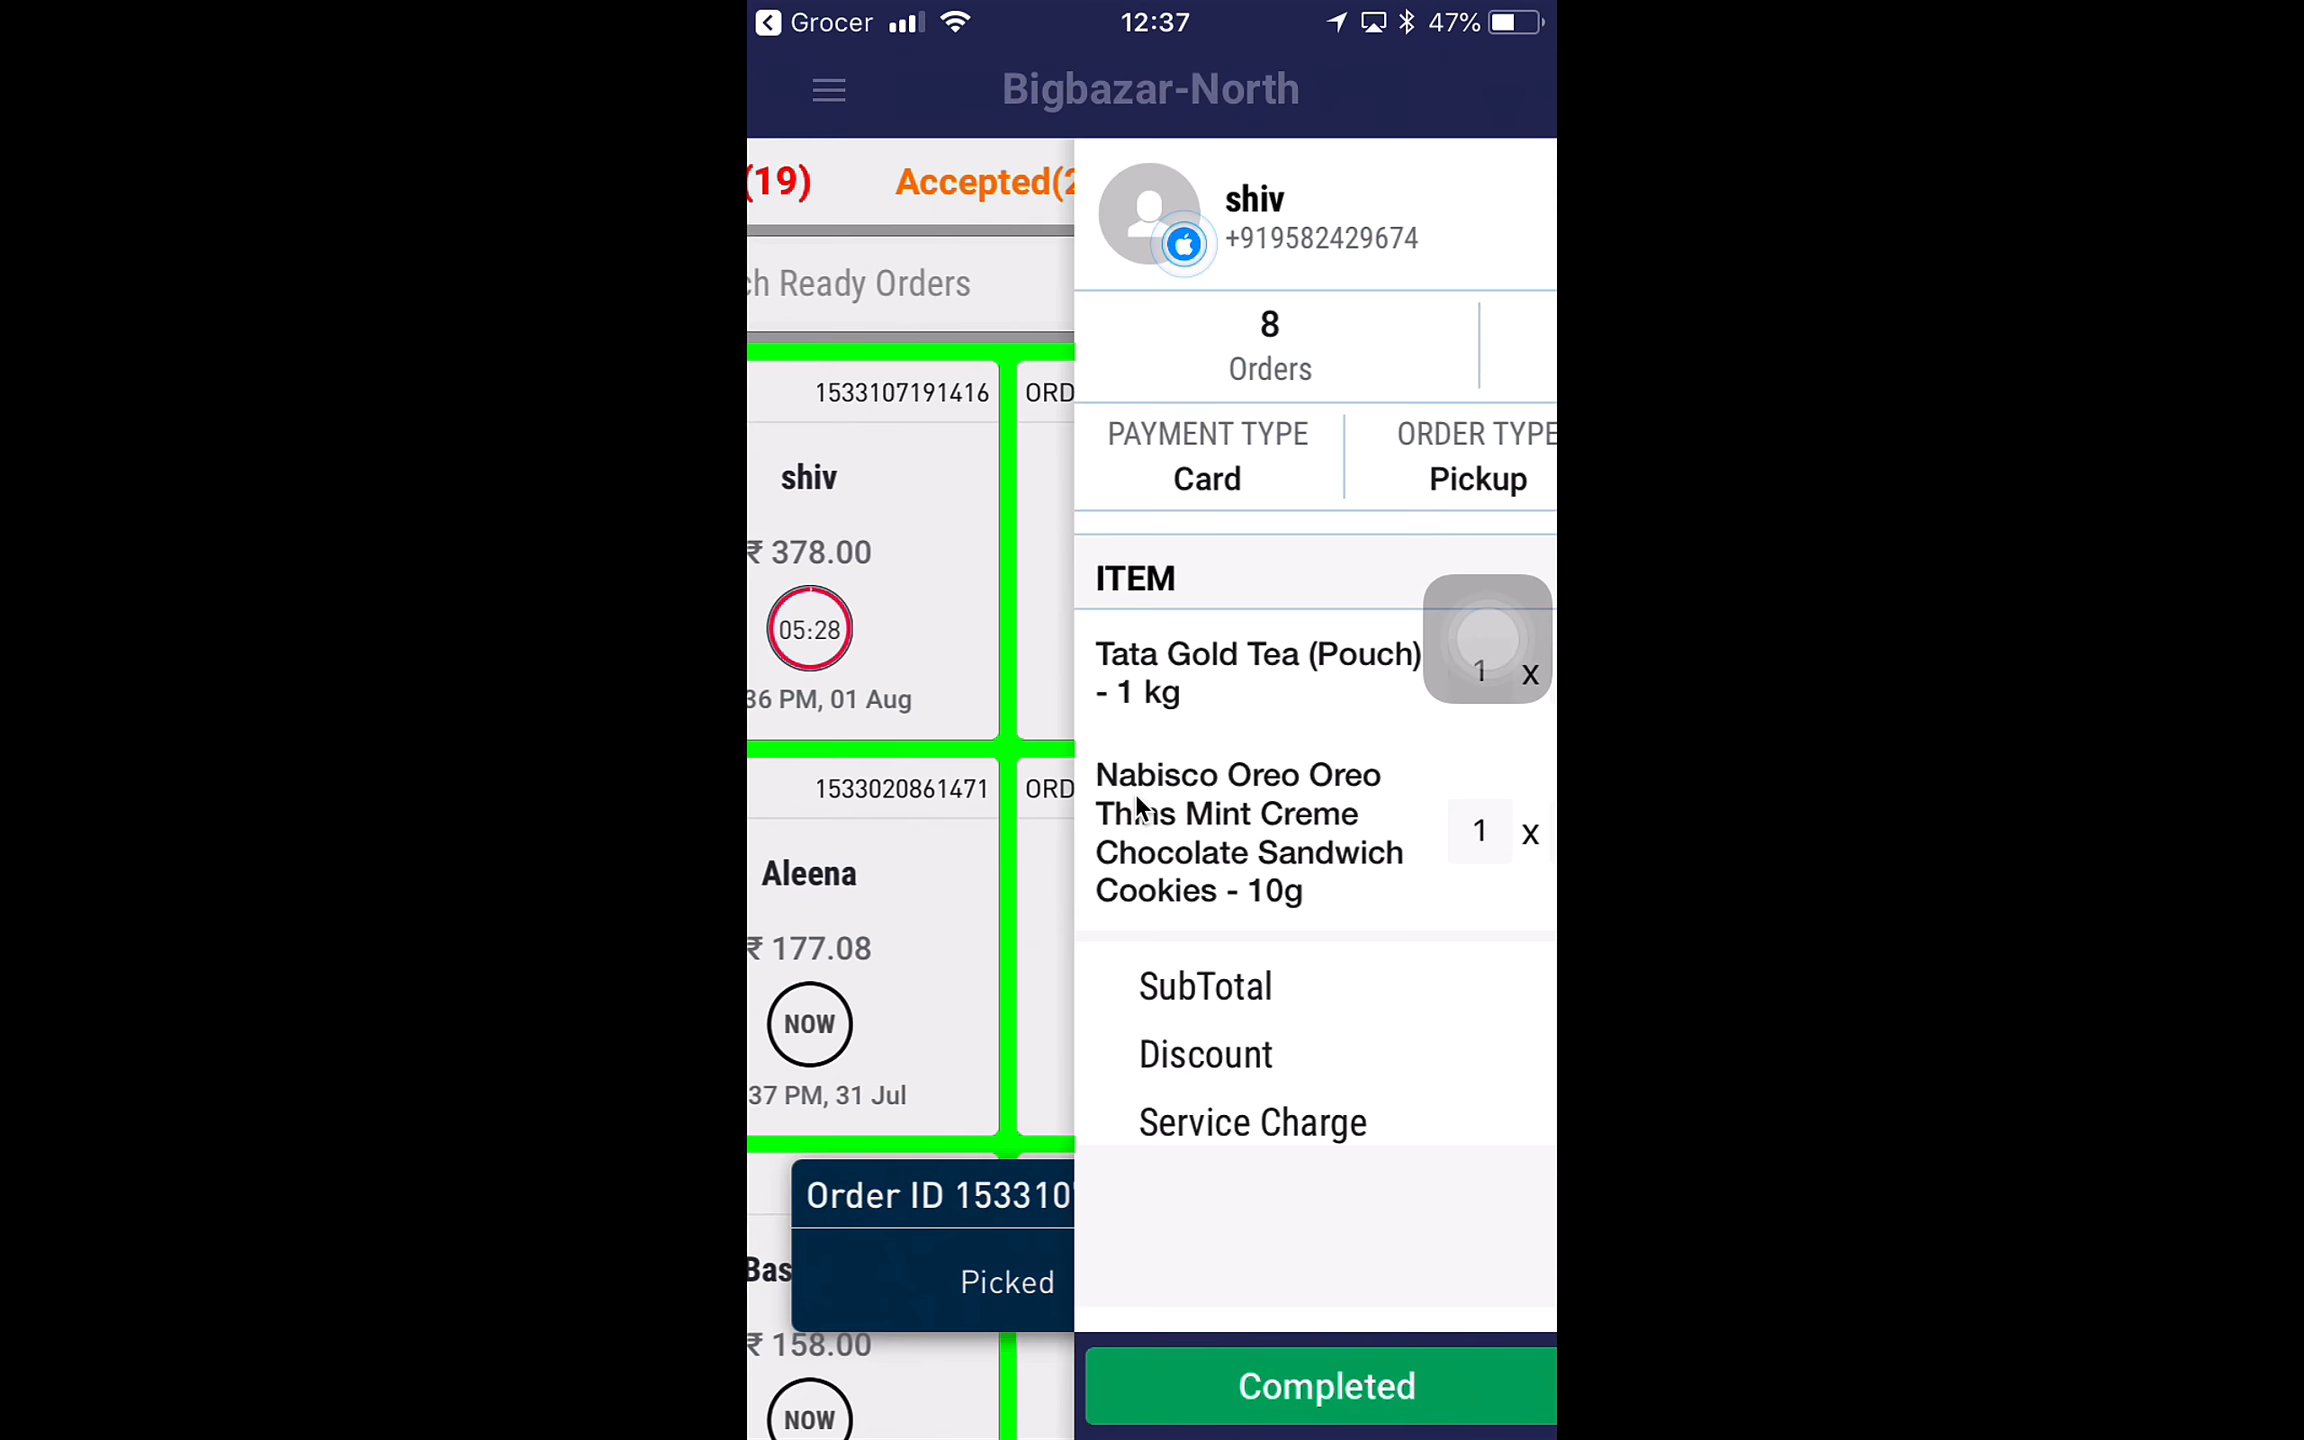 Grocer
12:37
47%
Bigbazar-North
(19)
Accepted(2
ch Ready Orders
1533107191416
ORD
shiv
₹ 378.00
05:28
36 PM, 01 Aug
1533020861471
ORD
Aleena
₹ 177.08
NOW
37 PM, 31 Jul
Order ID 153310
Picked
Bas
₹ 158.00
NOW
shiv
+919582429674
8
Orders
PAYMENT TYPE
ORDER TYPE
Card
Pickup
ITEM
Tata Gold Tea (Pouch)
- 1 kg
1 x
Nabisco Oreo Oreo
Thins Mint Creme
Chocolate Sandwich
Cookies - 10g
1 x
SubTotal
Discount
Service Charge
Completed